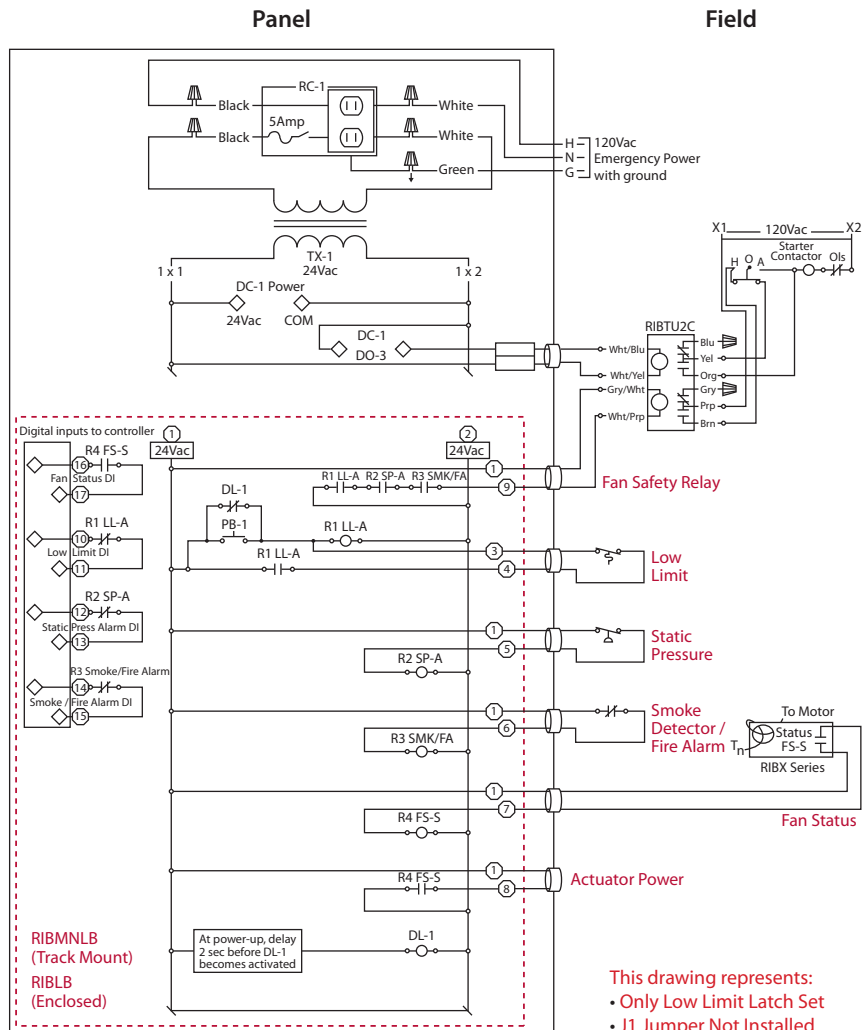 Panel
Field
RC-1
Black
White
5Amp
Black
White
Green
H
N
G
120Vac
Emergency Power
with ground
X1
120Vac
X2
Starter
Contactor
Ols
H O A
TX-1
24Vac
1 x 1
1 x 2
DC-1 Power
24Vac
COM
DC-1
DO-3
RIBTU2C
Wht/Blu
Wht/Yel
Gry/Wht
Wht/Prp
Blu
Yel
Org
Gry
Prp
Brn
Digital inputs to controller
1
24Vac
2
24Vac
16
R4 FS-S
Fan Status DI
17
R1 LL-A
10
Low Limit DI
11
R2 SP-A
12
Static Press Alarm DI
13
R3 Smoke/Fire Alarm
14
Smoke / Fire Alarm DI
15
1
R1 LL-A
R2 SP-A
R3 SMK/FA
9
Fan Safety Relay
DL-1
PB-1
R1 LL-A
3
R1 LL-A
4
Low
Limit
1
5
R2 SP-A
Static
Pressure
1
6
R3 SMK/FA
Smoke
Detector /
Fire Alarm
To Motor
Status
FS-S
Tn
RIBX Series
1
7
R4 FS-S
Fan Status
1
R4 FS-S
8
Actuator Power
At power-up, delay
2 sec before DL-1
becomes activated
DL-1
RIBMNLB
(Track Mount)
RIBLB
(Enclosed)
This drawing represents:
• Only Low Limit Latch Set
• J1 Jumper Not Installed